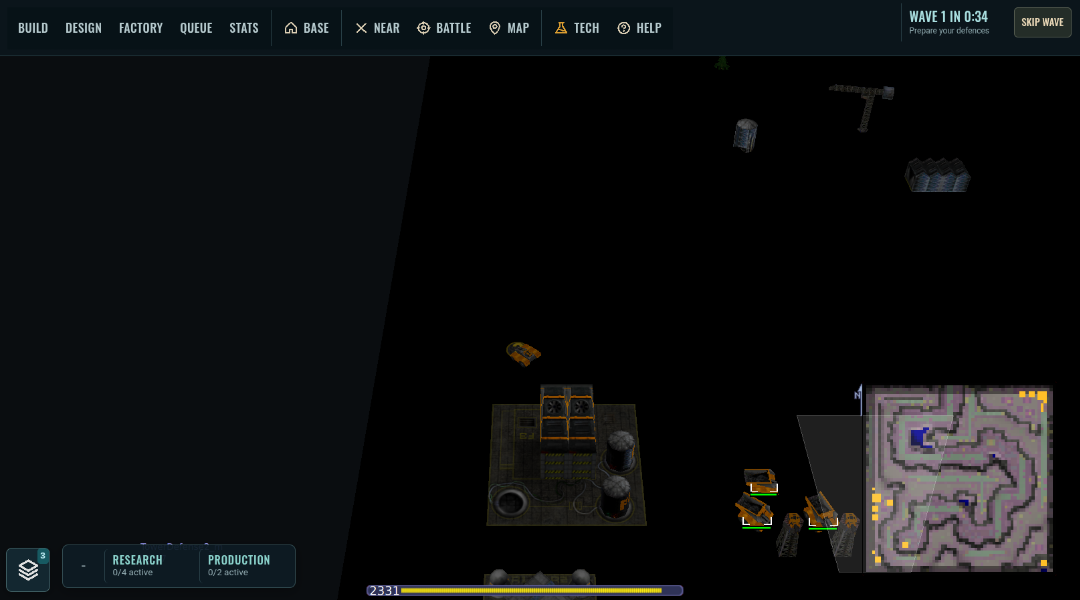 BUILD DESIGN FACTORY QUEUE STATS BASE NEAR BATTLE MAP TECH HELP
WAVE 1 IN 0:34
Prepare your defences
SKIP WAVE
N
3
-
RESEARCH
0/4 active
PRODUCTION
0/2 active
2331